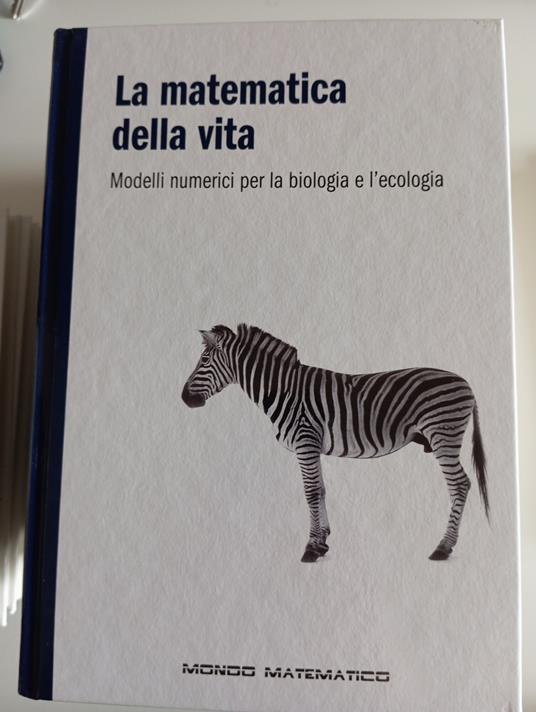 La matematica
della vita
Modelli numerici per la biologia e l'ecologia
MONDO MATEMATICO